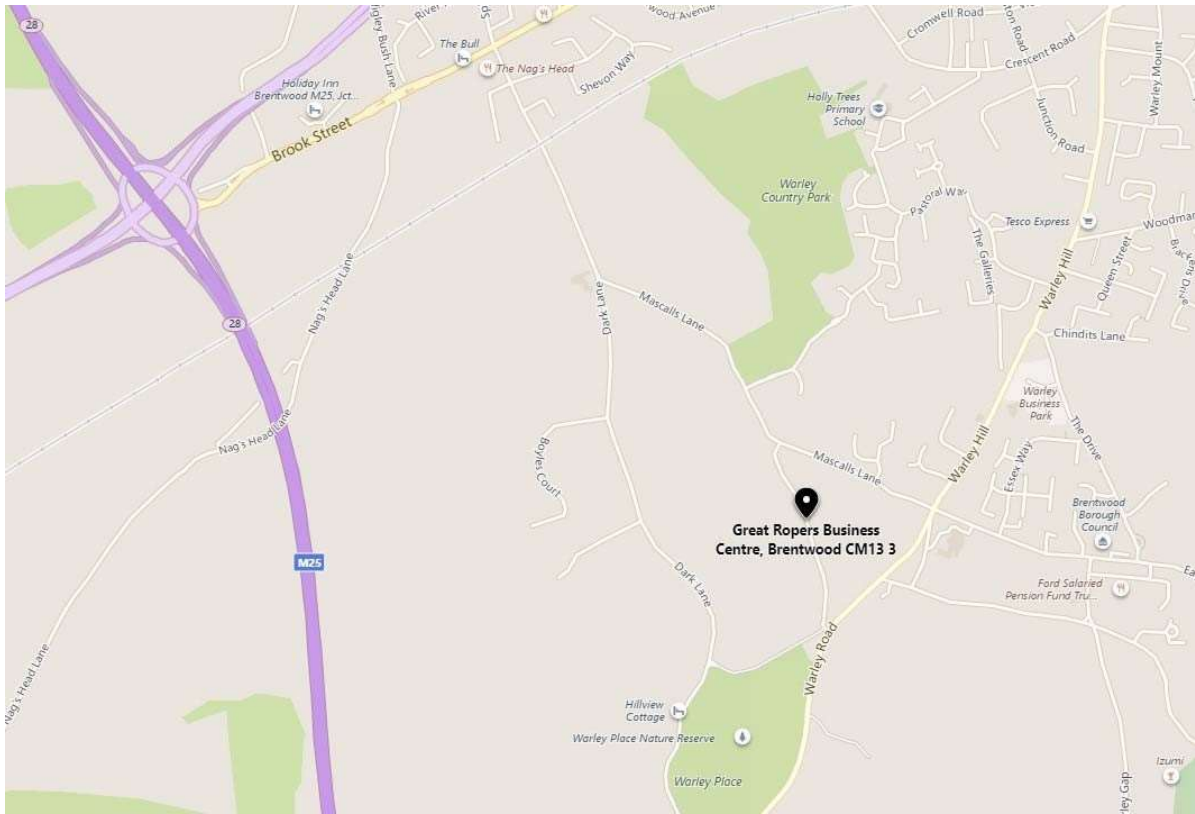 28
River
wood Avenue
Cromwell Road
Crescent Road
Warley Mount
The Bull
The Nag's Head
Shevon Way
Holiday Inn
Brentwood M25, Jct...
Holly Trees
Primary
School
Junction Road
Brook Street
Warley
Country Park
Pastoral Way
Tesco Express
The Galleries
Queen Street
Warley Hill
Nag's Head Lane
Dark Lane
Mascalls Lane
28
Chindits Lane
Warley
Business
Park
The Drive
Nag's Head Lane
Boyles Court
Mascalls Lane
Warley Hill
Essex Way
Great Ropers Business
Centre, Brentwood CM13 3
Brentwood
Borough
Council
M25
Dark Lane
Ford Salaried
Pension Fund Tru...
Nag's Head Lane
Warley Road
Hillview
Cottage
Warley Place Nature Reserve
Warley Place
Izumi